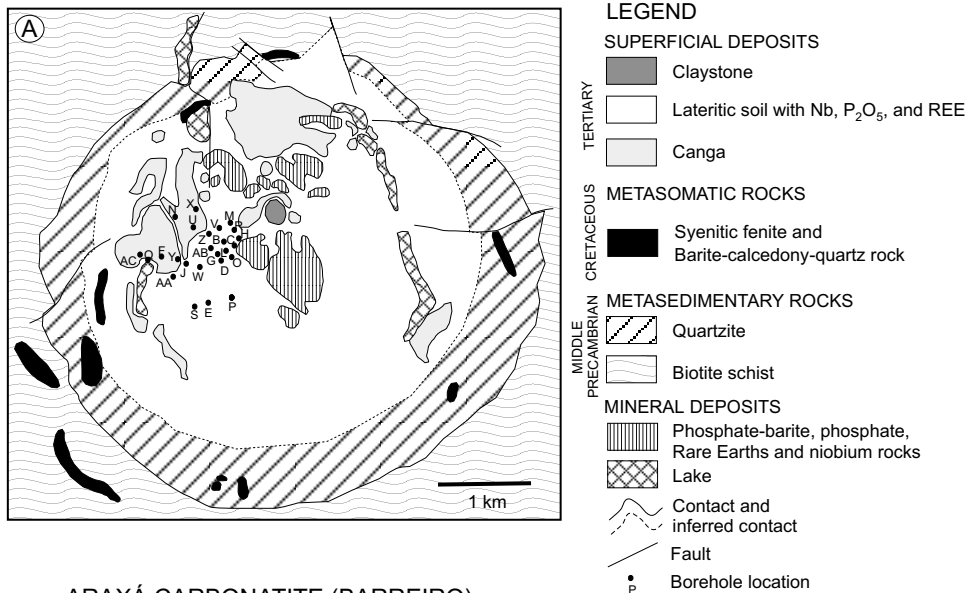 A
N
X
U
M
V
R
B
H
Z
C
AB
AC
Q
F
Y
J
G
O
D
W
AA
S
E
P
1 km
LEGEND
SUPERFICIAL DEPOSITS
Claystone
Lateritic soil with Nb, P₂O₅, and REE
Canga
TERTIARY
METASOMATIC ROCKS
Syenitic fenite and
Barite-calcedony-quartz rock
CRETACEOUS
METASEDIMENTARY ROCKS
Quartzite
Biotite schist
MIDDLE
PRECAMBRIAN
MINERAL DEPOSITS
Phosphate-barite, phosphate,
Rare Earths and niobium rocks
Lake
Contact and
inferred contact
Fault
P
Borehole location
ARAXÁ CARBONATITE (BARREIRO)